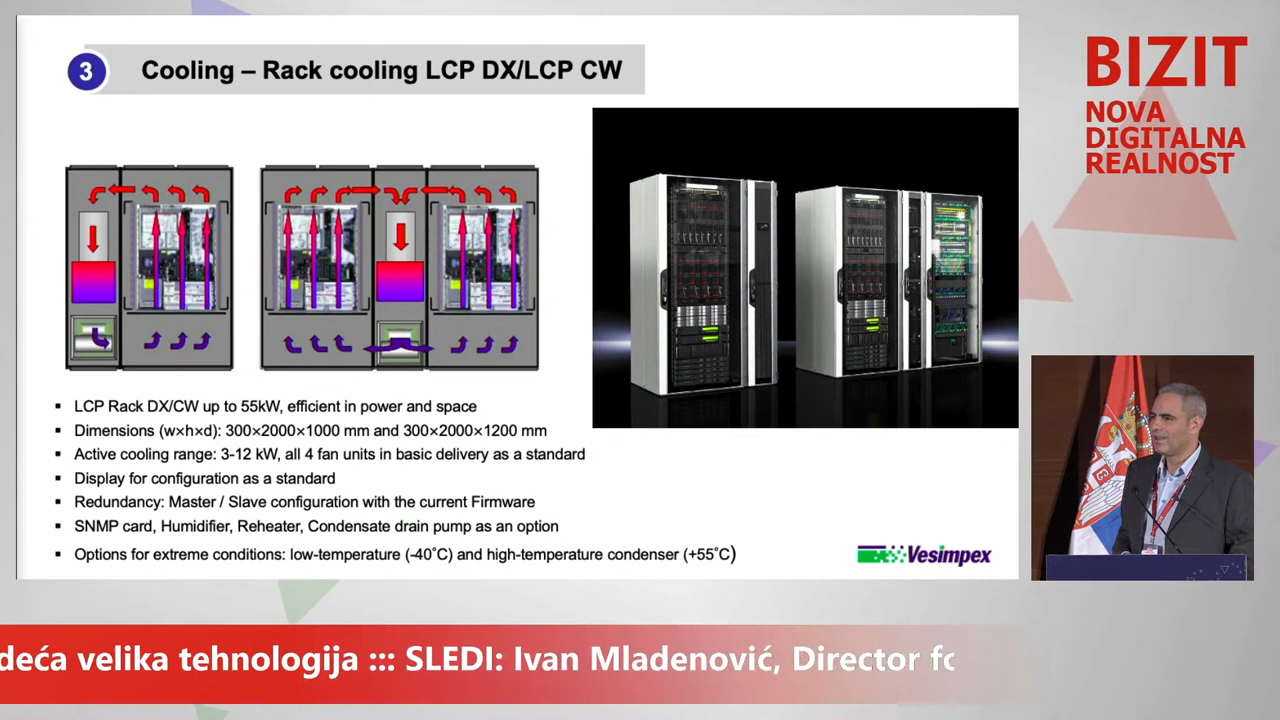 3
Cooling – Rack cooling LCP DX/LCP CW
▪ LCP Rack DX/CW up to 55kW, efficient in power and space
▪ Dimensions (w×h×d): 300×2000×1000 mm and 300×2000×1200 mm
▪ Active cooling range: 3-12 kW, all 4 fan units in basic delivery as a standard
▪ Display for configuration as a standard
▪ Redundancy: Master / Slave configuration with the current Firmware
▪ SNMP card, Humidifier, Reheater, Condensate drain pump as an option
▪ Options for extreme conditions: low-temperature (-40˚C) and high-temperature condenser (+55˚C)
Vesimpex
BIZIT
NOVA
DIGITALNA
REALNOST
deća velika tehnologija ::: SLEDI: Ivan Mladenović, Director fo